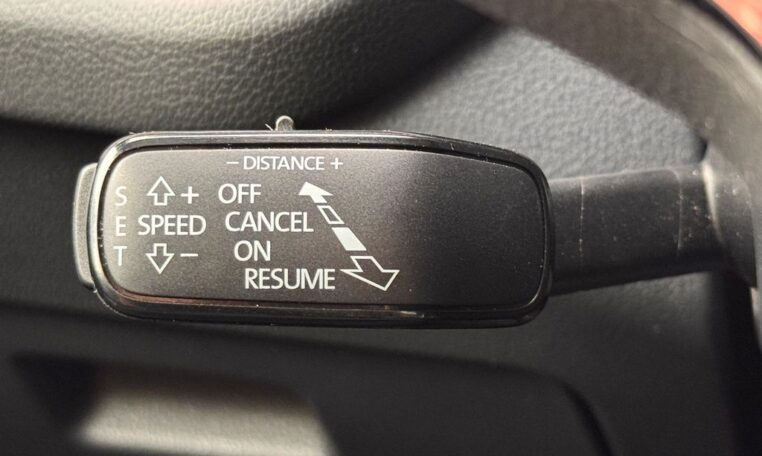 − DISTANCE +
S ⇧ + OFF
E SPEED CANCEL
T ⇩ − ON
RESUME